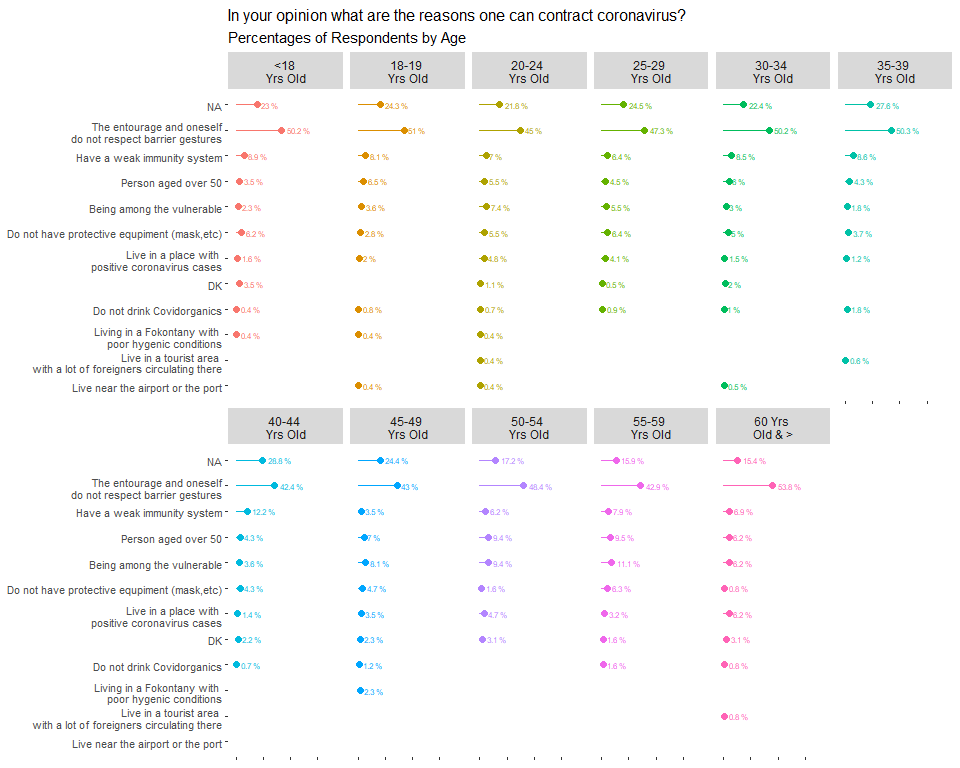 In your opinion what are the reasons one can contract coronavirus?
Percentages of Respondents by Age
<18
Yrs Old
18-19
Yrs Old
20-24
Yrs Old
25-29
Yrs Old
30-34
Yrs Old
35-39
Yrs Old
NA
23 %
24.3 %
21.8 %
24.5 %
22.4 %
27.6 %
The entourage and oneself
do not respect barrier gestures
50.2 %
51 %
45 %
47.3 %
50.2 %
50.3 %
Have a weak immunity system
8.1 %
7 %
6.4 %
6.5 %
8.6 %
Person aged over 50
3.5 %
6.5 %
5.5 %
4.5 %
4.3 %
Being among the vulnerable
2.3 %
3.6 %
7.4 %
5.5 %
3 %
1.8 %
Do not have protective equpiment (mask,etc)
6.2 %
2.8 %
5.5 %
6.4 %
5 %
3.7 %
Live in a place with
positive coronavirus cases
1.6 %
2 %
4.8 %
4.1 %
1.5 %
1.2 %
DK
3.5 %
1.1 %
0.5 %
2 %
Do not drink Covidorganics
0.4 %
0.8 %
0.7 %
0.9 %
1 %
1.8 %
Living in a Fokontany with
poor hygenic conditions
0.4 %
0.4 %
0.4 %
Live in a tourist area
with a lot of foreigners circulating there
0.4 %
0.6 %
Live near the airport or the port
0.4 %
0.4 %
0.5 %
40-44
Yrs Old
45-49
Yrs Old
50-54
Yrs Old
55-59
Yrs Old
60 Yrs
Old & >
NA
28.8 %
24.4 %
17.2 %
15.9 %
15.4 %
The entourage and oneself
do not respect barrier gestures
42.4 %
43 %
48.4 %
42.9 %
53.8 %
Have a weak immunity system
12.2 %
3.5 %
6.2 %
7.9 %
6.9 %
Person aged over 50
4.3 %
7 %
9.4 %
9.5 %
6.2 %
Being among the vulnerable
3.6 %
8.1 %
9.4 %
11.1 %
6.2 %
Do not have protective equpiment (mask,etc)
4.3 %
4.7 %
1.6 %
6.3 %
0.8 %
Live in a place with
positive coronavirus cases
1.4 %
3.5 %
4.7 %
3.2 %
6.2 %
DK
2.2 %
2.3 %
3.1 %
1.6 %
3.1 %
Do not drink Covidorganics
0.7 %
1.2 %
1.6 %
0.8 %
Living in a Fokontany with
poor hygenic conditions
2.3 %
Live in a tourist area
with a lot of foreigners circulating there
0.8 %
Live near the airport or the port